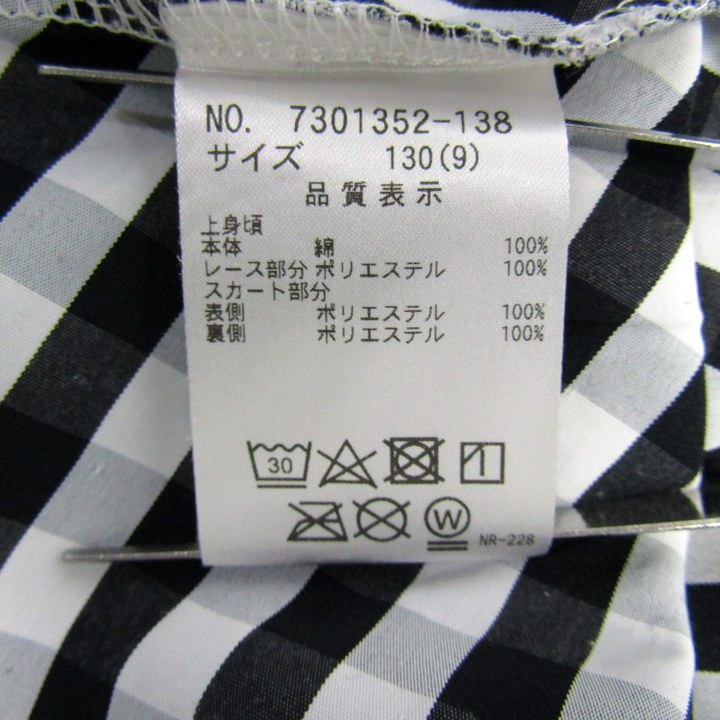 NO. 7301352-138
サイズ 130(9)
品質表示
上身頃
本体 綿 100%
レース部分 ポリエステル 100%
スカート部分
表側 ポリエステル 100%
裏側 ポリエステル 100%
30
W
NR-228